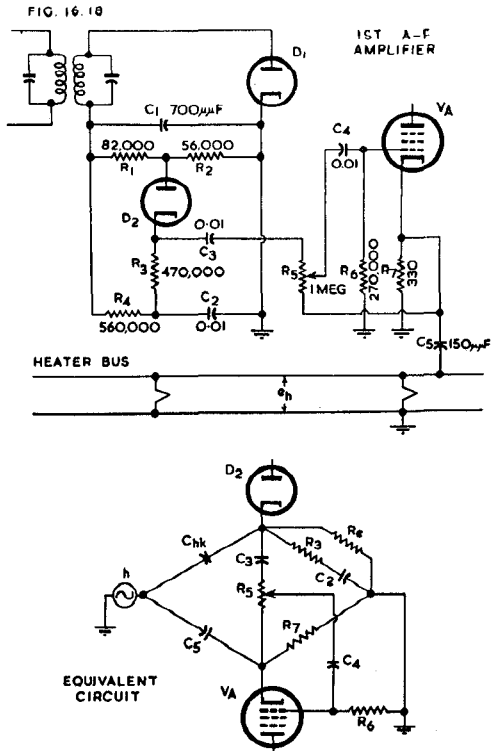 FIG. 16.18
1ST A-F
AMPLIFIER
D1
VA
C1 700μμF
C4
0.01
82,000
56,000
R1
R2
D2
0.01
C3
R3
470,000
R5
1 MEG
R6
270,000
R7
330
R4
560,000
C2
0.01
C5
150μμF
HEATER BUS
eh
D2
Chk
Re
R3
C3
C2
h
R5
R7
C5
C4
EQUIVALENT
CIRCUIT
VA
R6